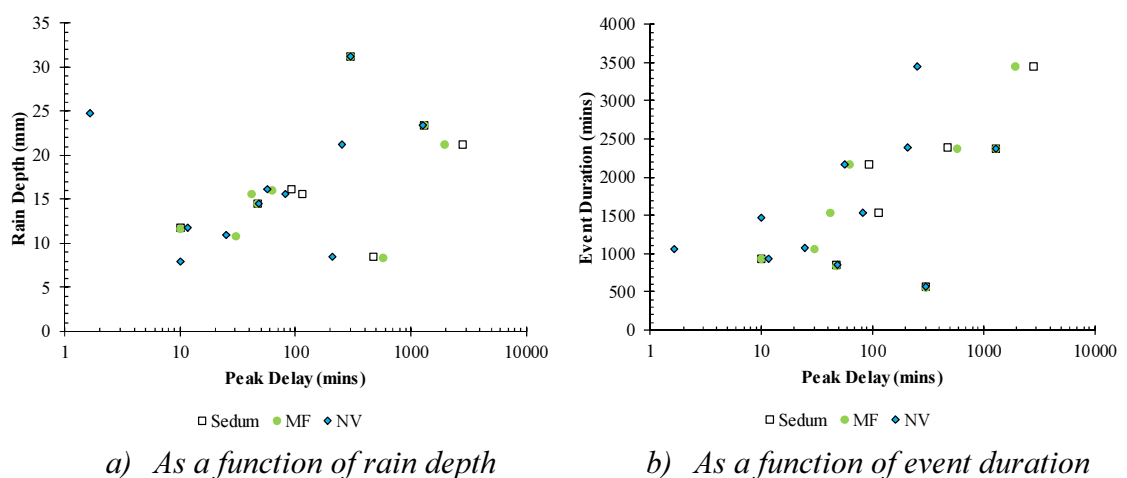 35
30
25
20
15
10
5
0
Rain Depth (mm)
1 10 100 1000 10000
Peak Delay (mins)
Sedum MF NV
a) As a function of rain depth
4000
3500
3000
2500
2000
1500
1000
500
0
Event Duration (mins)
1 10 100 1000 10000
Peak Delay (mins)
Sedum MF NV
b) As a function of event duration